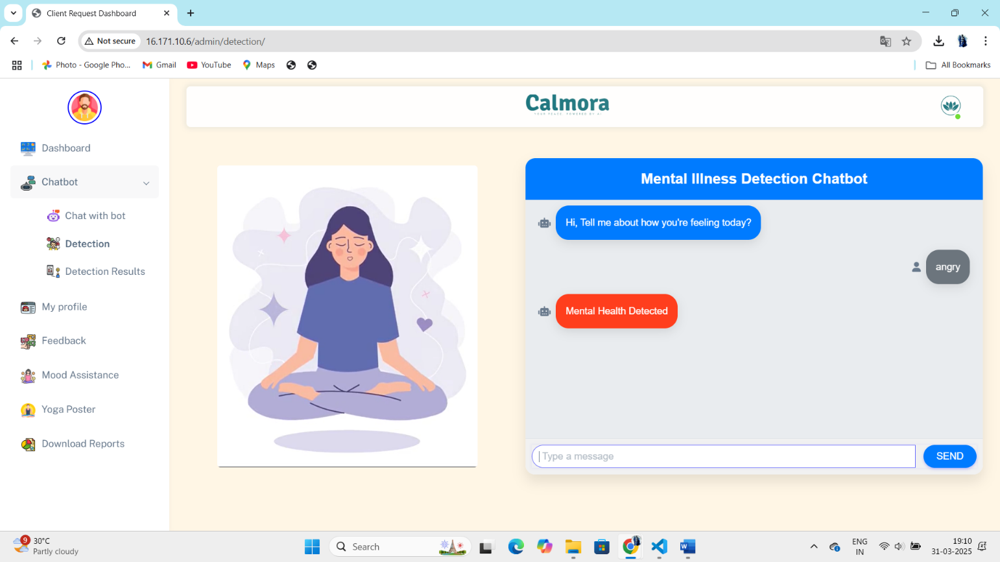 Client Request Dashboard
Not secure
16.171.10.6/admin/detection/
Photo - Google Pho...
Gmail
YouTube
Maps
All Bookmarks
Calmora
YOUR PEACE, POWERED BY AI
Dashboard
Chatbot
Chat with bot
Detection
Detection Results
My profile
Feedback
Mood Assistance
Yoga Poster
Download Reports
Mental Illness Detection Chatbot
Hi, Tell me about how you're feeling today?
angry
Mental Health Detected
Type a message
SEND
9
30°C
Partly cloudy
Search
ENG
IN
19:10
31-03-2025